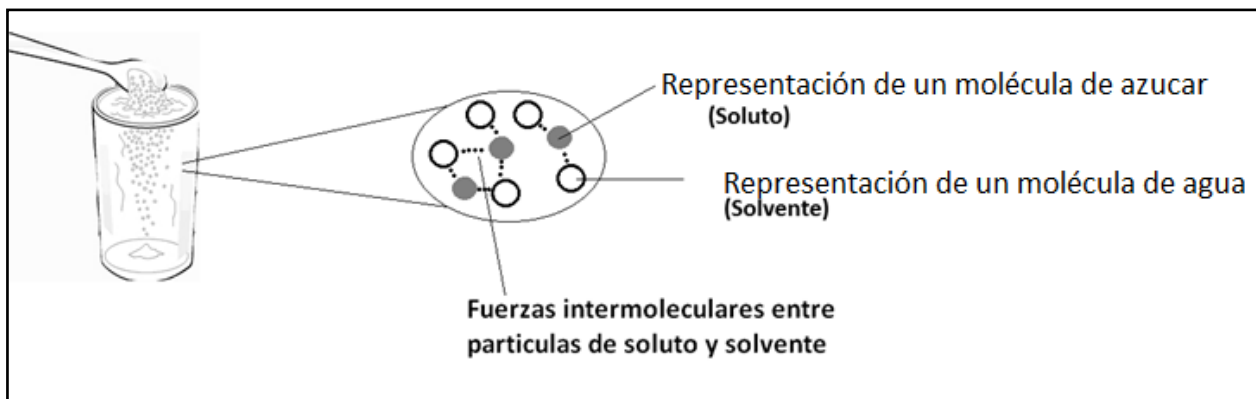 Representación de un molécula de azucar
(Soluto)
Representación de un molécula de agua
(Solvente)
Fuerzas intermoleculares entre
particulas de soluto y solvente